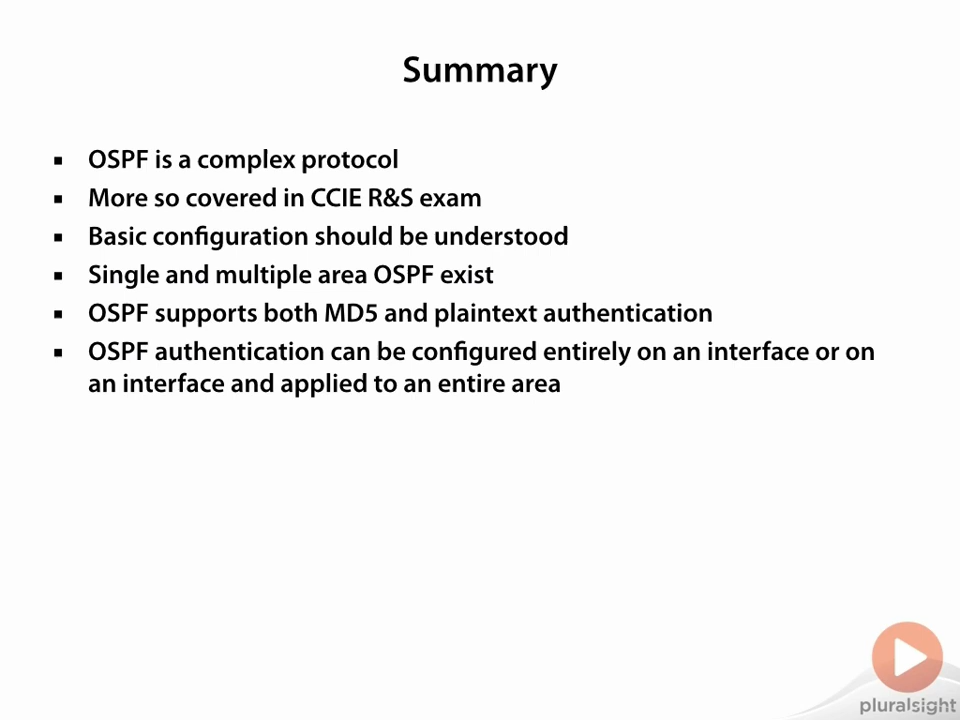 Summary
▪ OSPF is a complex protocol
▪ More so covered in CCIE R&S exam
▪ Basic configuration should be understood
▪ Single and multiple area OSPF exist
▪ OSPF supports both MD5 and plaintext authentication
▪ OSPF authentication can be configured entirely on an interface or on
an interface and applied to an entire area
pluralsight